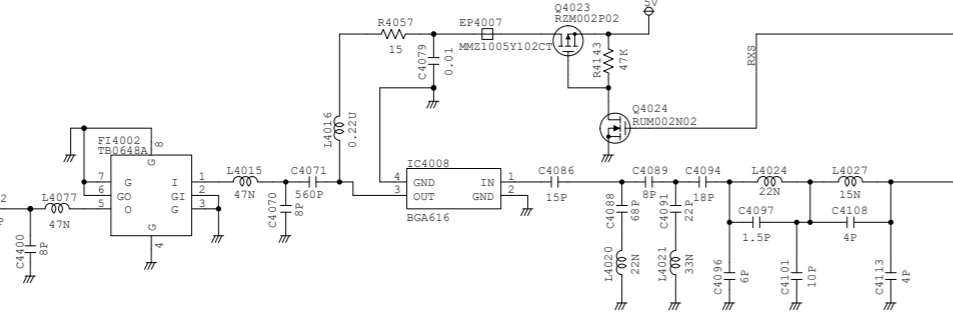 Q4023
RZM002P02
5V
R4057
15
EP4007
MMZ1005Y102CT
C4079
0.01
R4143
47K
RXS
Q4024
RUM002N02
L4016
0.22U
FI4002
TB0648A
8
G
7
G
I
1
6
GO
GI
2
5
O
G
3
G
4
2
P
L4077
47N
C4400
8P
L4015
47N
C4071
560P
C4070
8P
IC4008
4
GND
IN
1
3
OUT
GND
2
BGA616
C4086
15P
C4089
8P
C4094
18P
C4088
68P
C4091
22P
L4020
22N
L4021
33N
L4024
22N
L4027
15N
C4097
1.5P
C4108
4P
C4096
6P
C4101
10P
C4113
4P